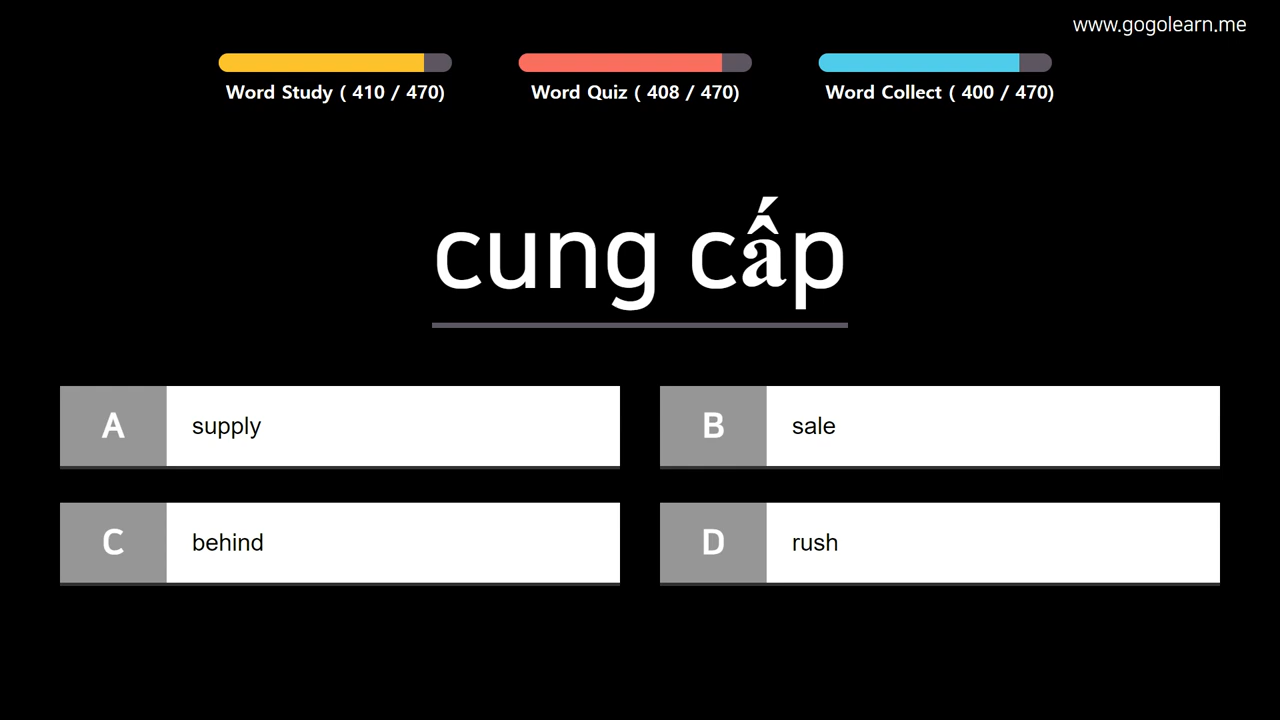 www.gogolearn.me
Word Study ( 410 / 470)
Word Quiz ( 408 / 470)
Word Collect ( 400 / 470)
cung cấp
A supply
B sale
C behind
D rush